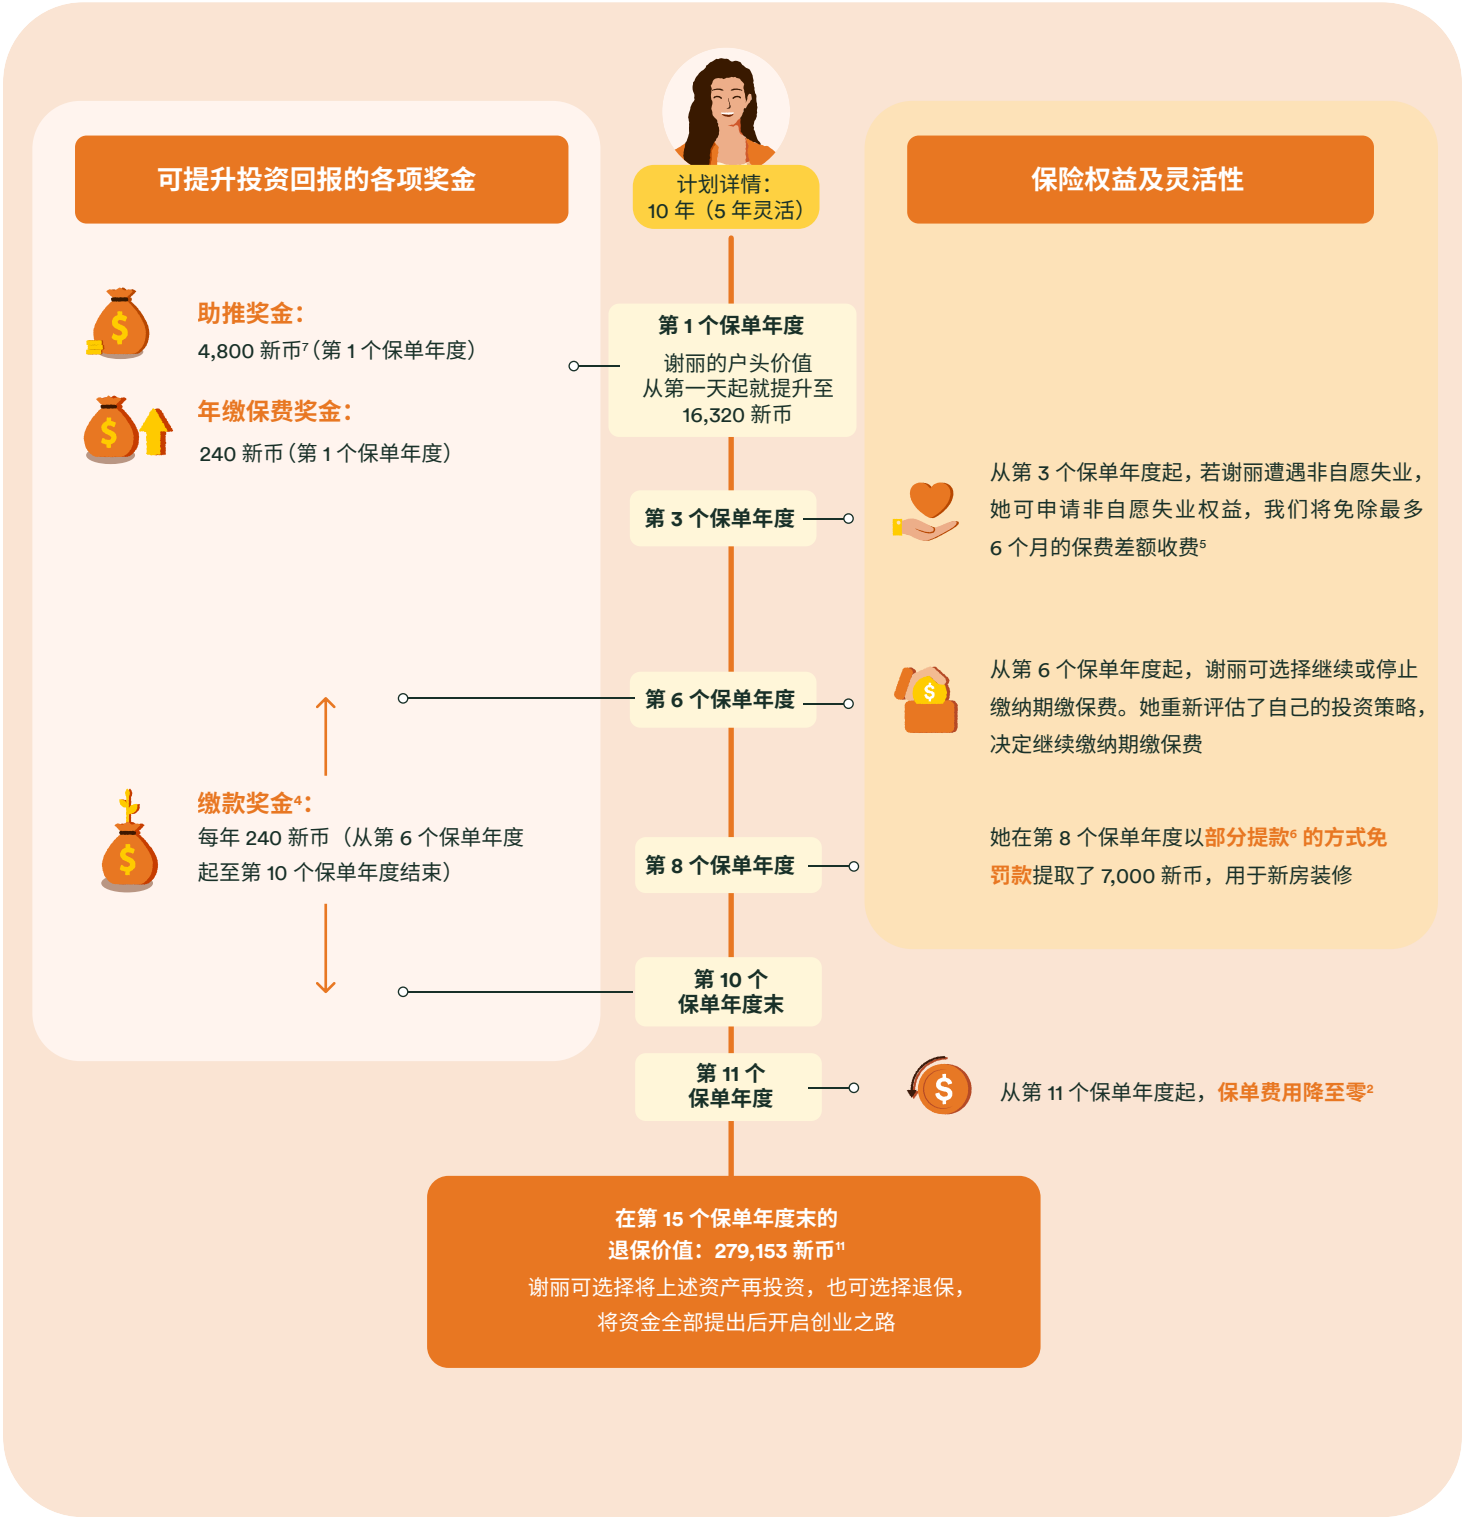 计划详情：
10 年（5 年灵活）
可提升投资回报的各项奖金
助推奖金：
4,800 新币⁷（第 1 个保单年度）
年缴保费奖金：
240 新币（第 1 个保单年度）
缴款奖金⁴：
每年 240 新币（从第 6 个保单年度
起至第 10 个保单年度结束）
第 1 个保单年度
谢丽的户头价值
从第一天起就提升至
16,320 新币
第 3 个保单年度
第 6 个保单年度
第 8 个保单年度
第 10 个
保单年度末
第 11 个
保单年度
保险权益及灵活性
从第 3 个保单年度起，若谢丽遭遇非自愿失业，
她可申请非自愿失业权益，我们将免除最多
6 个月的保费差额收费⁵
从第 6 个保单年度起，谢丽可选择继续或停止
缴纳期缴保费。她重新评估了自己的投资策略，
决定继续缴纳期缴保费
她在第 8 个保单年度以部分提款⁶ 的方式免
罚款提取了 7,000 新币，用于新房装修
从第 11 个保单年度起，保单费用降至零²
在第 15 个保单年度末的
退保价值：279,153 新币¹¹
谢丽可选择将上述资产再投资，也可选择退保，
将资金全部提出后开启创业之路